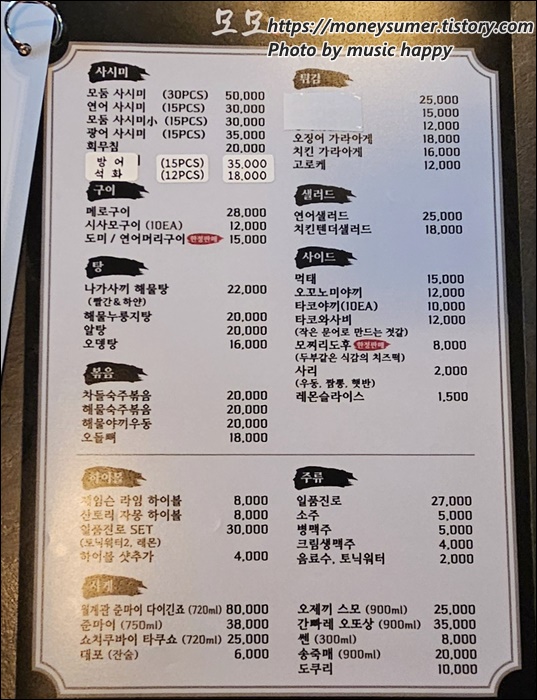 모모
https://moneysumer.tistory.com
Photo by music happy
사시미
모둠 사시미 (30PCS) 50,000
연어 사시미 (15PCS) 30,000
모둠 사시미小 (15PCS) 30,000
광어 사시미 (15PCS) 35,000
회무침 20,000
방어 (15PCS) 35,000
석화 (12PCS) 18,000
구이
메로구이 28,000
시사모구이 (10EA) 12,000
도미 / 연어머리구이 한정판매 15,000
탕
나가사끼 해물탕 22,000
(빨간&하얀)
해물누룽지탕 20,000
알탕 20,000
오뎅탕 16,000
볶음
차돌숙주볶음 20,000
해물숙주볶음 20,000
해물야끼우동 20,000
오돌뼈 18,000
튀김
25,000
15,000
12,000
오징어 가라아게 18,000
치킨 가라아게 16,000
고로케 12,000
샐러드
연어샐러드 25,000
치킨텐더샐러드 18,000
사이드
먹태 15,000
오꼬노미야끼 12,000
타코야끼(10EA) 10,000
타코와사비 12,000
(작은 문어로 만드는 젓갈)
모찌리도후 한정판매 8,000
(두부같은 식감의 치즈떡)
사리 2,000
(우동, 짬뽕, 햇반)
레몬슬라이스 1,500
하이볼
제임슨 라임 하이볼 8,000
산토리 자몽 하이볼 8,000
일품진로 SET 30,000
(토닉워터2, 레몬)
하이볼 샷추가 4,000
주류
일품진로 27,000
소주 5,000
병맥주 5,000
크림생맥주 4,000
음료수, 토닉워터 2,000
사케
월계관 준마이 다이긴죠 (720ml) 80,000
준마이 (750ml) 38,000
쇼치쿠바이 타쿠쇼 (720ml) 25,000
대포 (잔술) 6,000
오제끼 스모 (900ml) 25,000
간빠레 오또상 (900ml) 35,000
쎈 (300ml) 8,000
송죽매 (900ml) 20,000
도쿠리 10,000